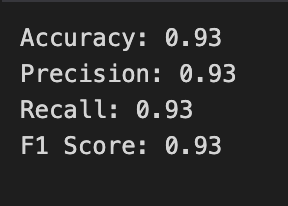 Accuracy: 0.93
Precision: 0.93
Recall: 0.93
F1 Score: 0.93